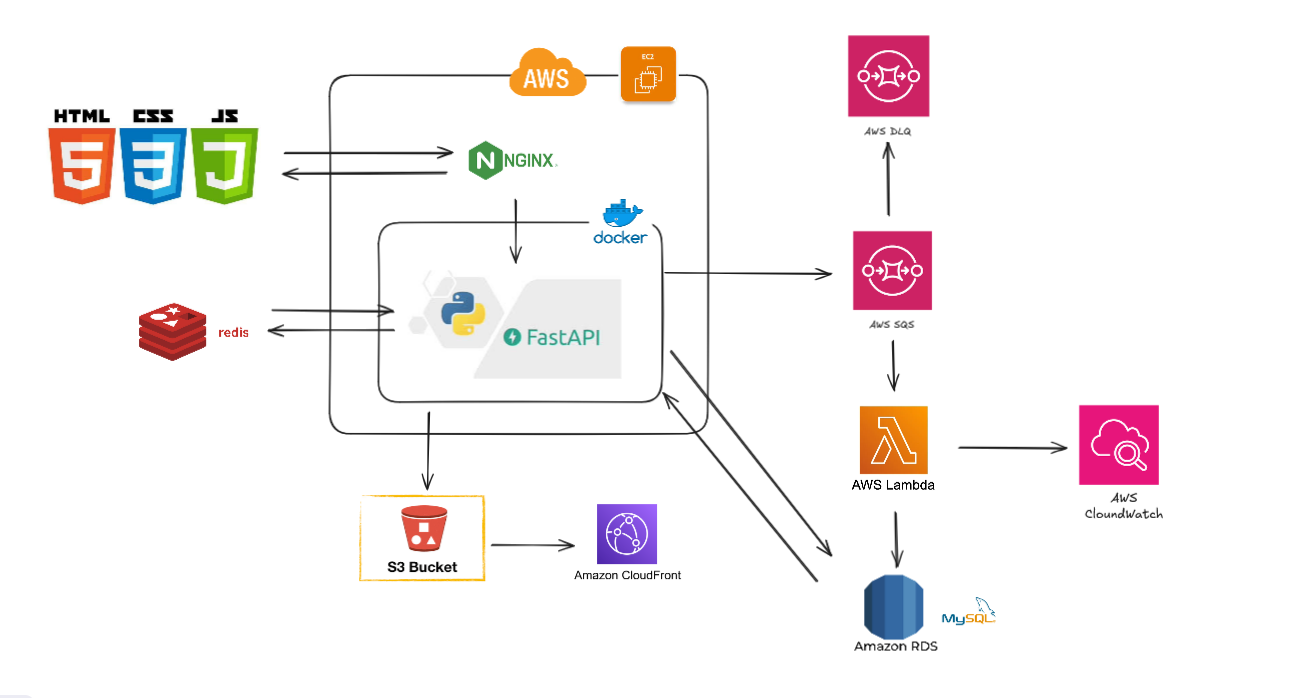 HTML CSS JS
5 3
AWS
EC2
NGINX.
docker
FastAPI
redis
S3 Bucket
Amazon CloudFront
AWS DLQ
AWS SQS
AWS Lambda
AWS
CloundWatch
MySQL
Amazon RDS